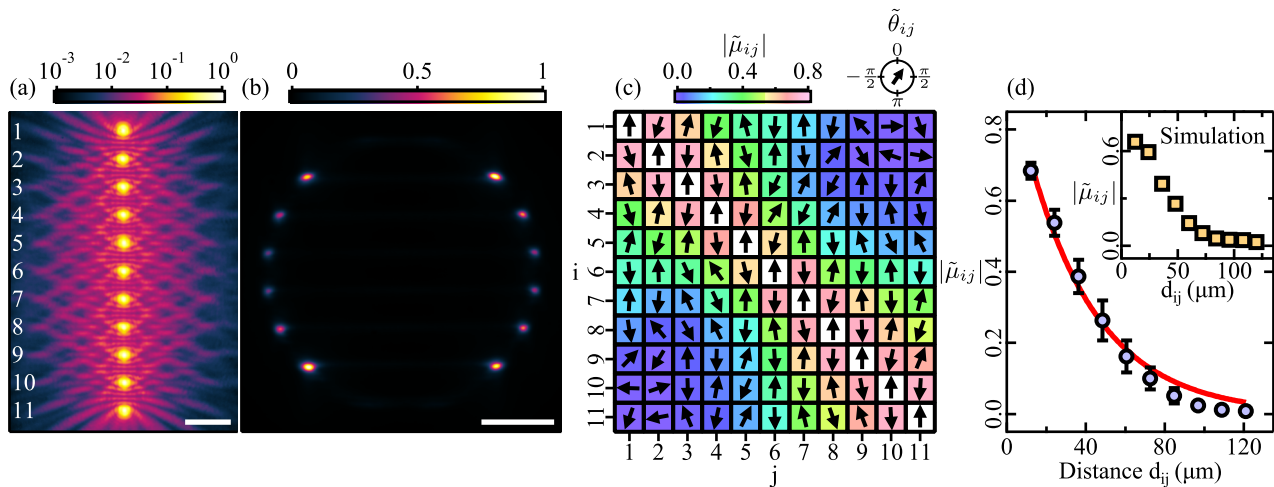 (a)
10⁻³ 10⁻² 10⁻¹ 10⁰
1
2
3
4
5
6
7
8
9
10
11
(b)
0 0.5 1
(c)
|μ̃ij|
0.0 0.4 0.8
θ̃ij
0
−π/2 π/2
π
i
1
2
3
4
5
6
7
8
9
10
11
1 2 3 4 5 6 7 8 9 10 11
j
(d)
|μ̃ij|
0.8
0.6
0.4
0.2
0.0
0 40 80 120
Distance dij (μm)
Simulation
|μ̃ij|
0.6
0.0
0 50 100
dij (μm)